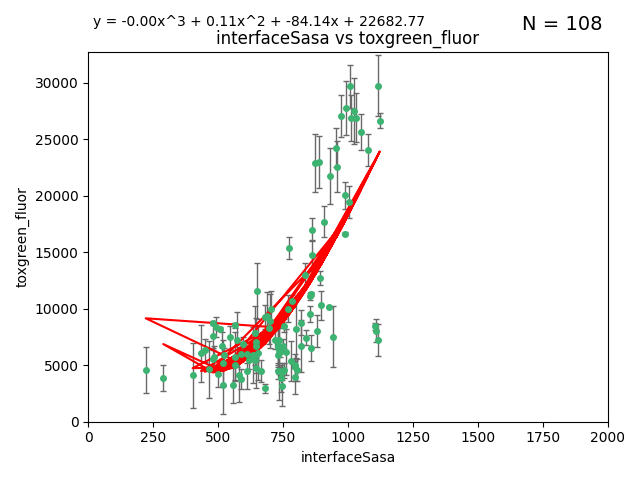 y = -0.00x^3 + 0.11x^2 + -84.14x + 22682.77
N = 108
interfaceSasa vs toxgreen_fluor
30000
25000
20000
15000
10000
5000
0
toxgreen_fluor
0 250 500 750 1000 1250 1500 1750 2000
interfaceSasa